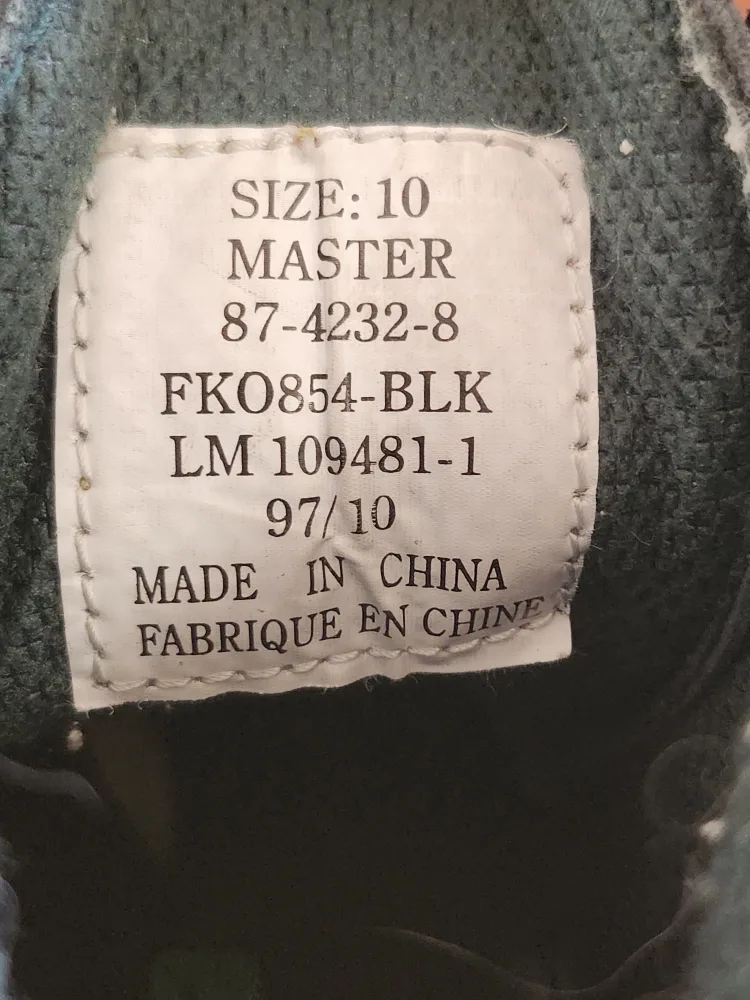 SIZE: 10
MASTER
87-4232-8
FKO854-BLK
LM 109481-1
97/10
MADE IN CHINA
FABRIQUE EN CHINE